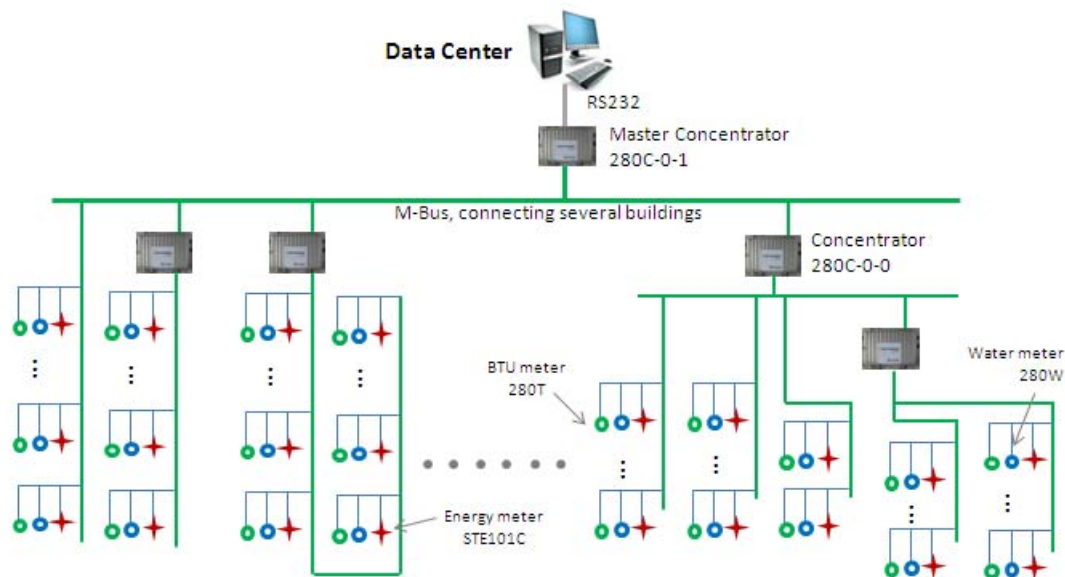 Data Center
RS232
Master Concentrator
280C-0-1
M-Bus, connecting several buildings
Concentrator
280C-0-0
BTU meter
280T
Water meter
280W
Energy meter
STE101C